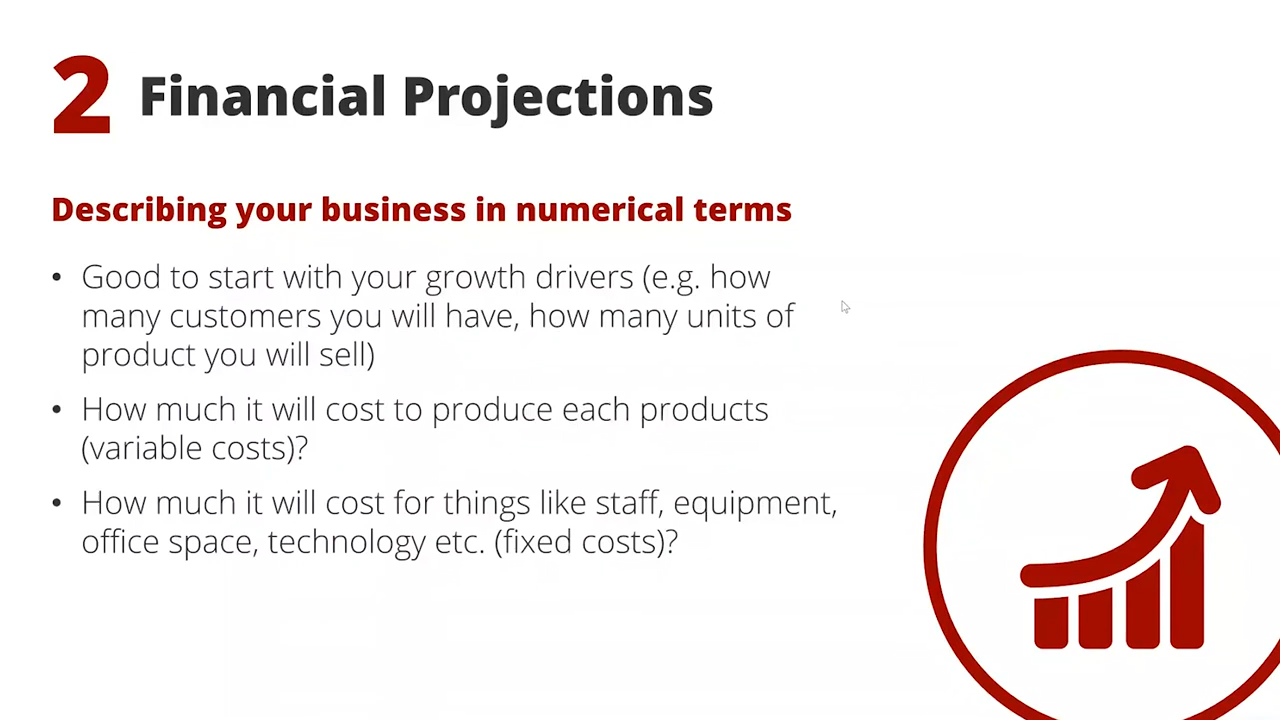 2 Financial Projections
Describing your business in numerical terms
• Good to start with your growth drivers (e.g. how
many customers you will have, how many units of
product you will sell)
• How much it will cost to produce each products
(variable costs)?
• How much it will cost for things like staff, equipment,
office space, technology etc. (fixed costs)?